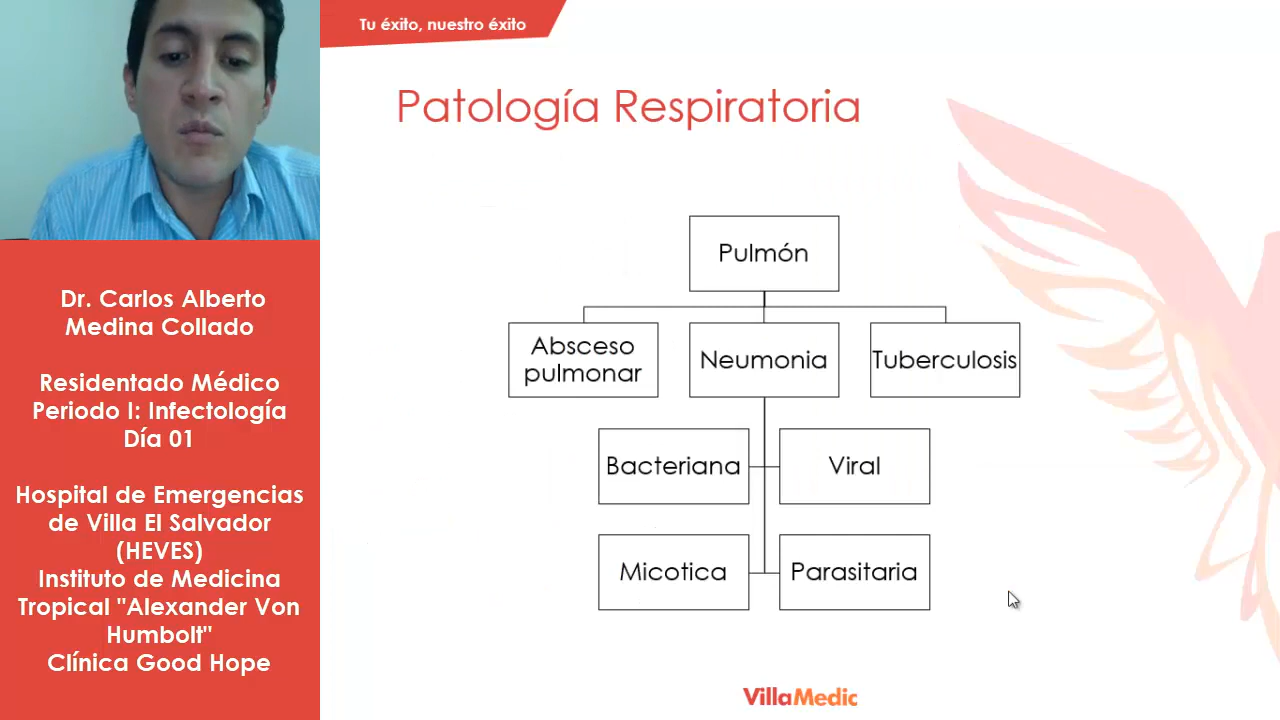 Tu éxito, nuestro éxito
Patología Respiratoria
Pulmón
Absceso
pulmonar
Neumonia
Tuberculosis
Bacteriana
Viral
Micotica
Parasitaria
Dr. Carlos Alberto
Medina Collado
Residentado Médico
Periodo I: Infectología
Día 01
Hospital de Emergencias
de Villa El Salvador
(HEVES)
Instituto de Medicina
Tropical "Alexander Von
Humbolt"
Clínica Good Hope
VillaMedic